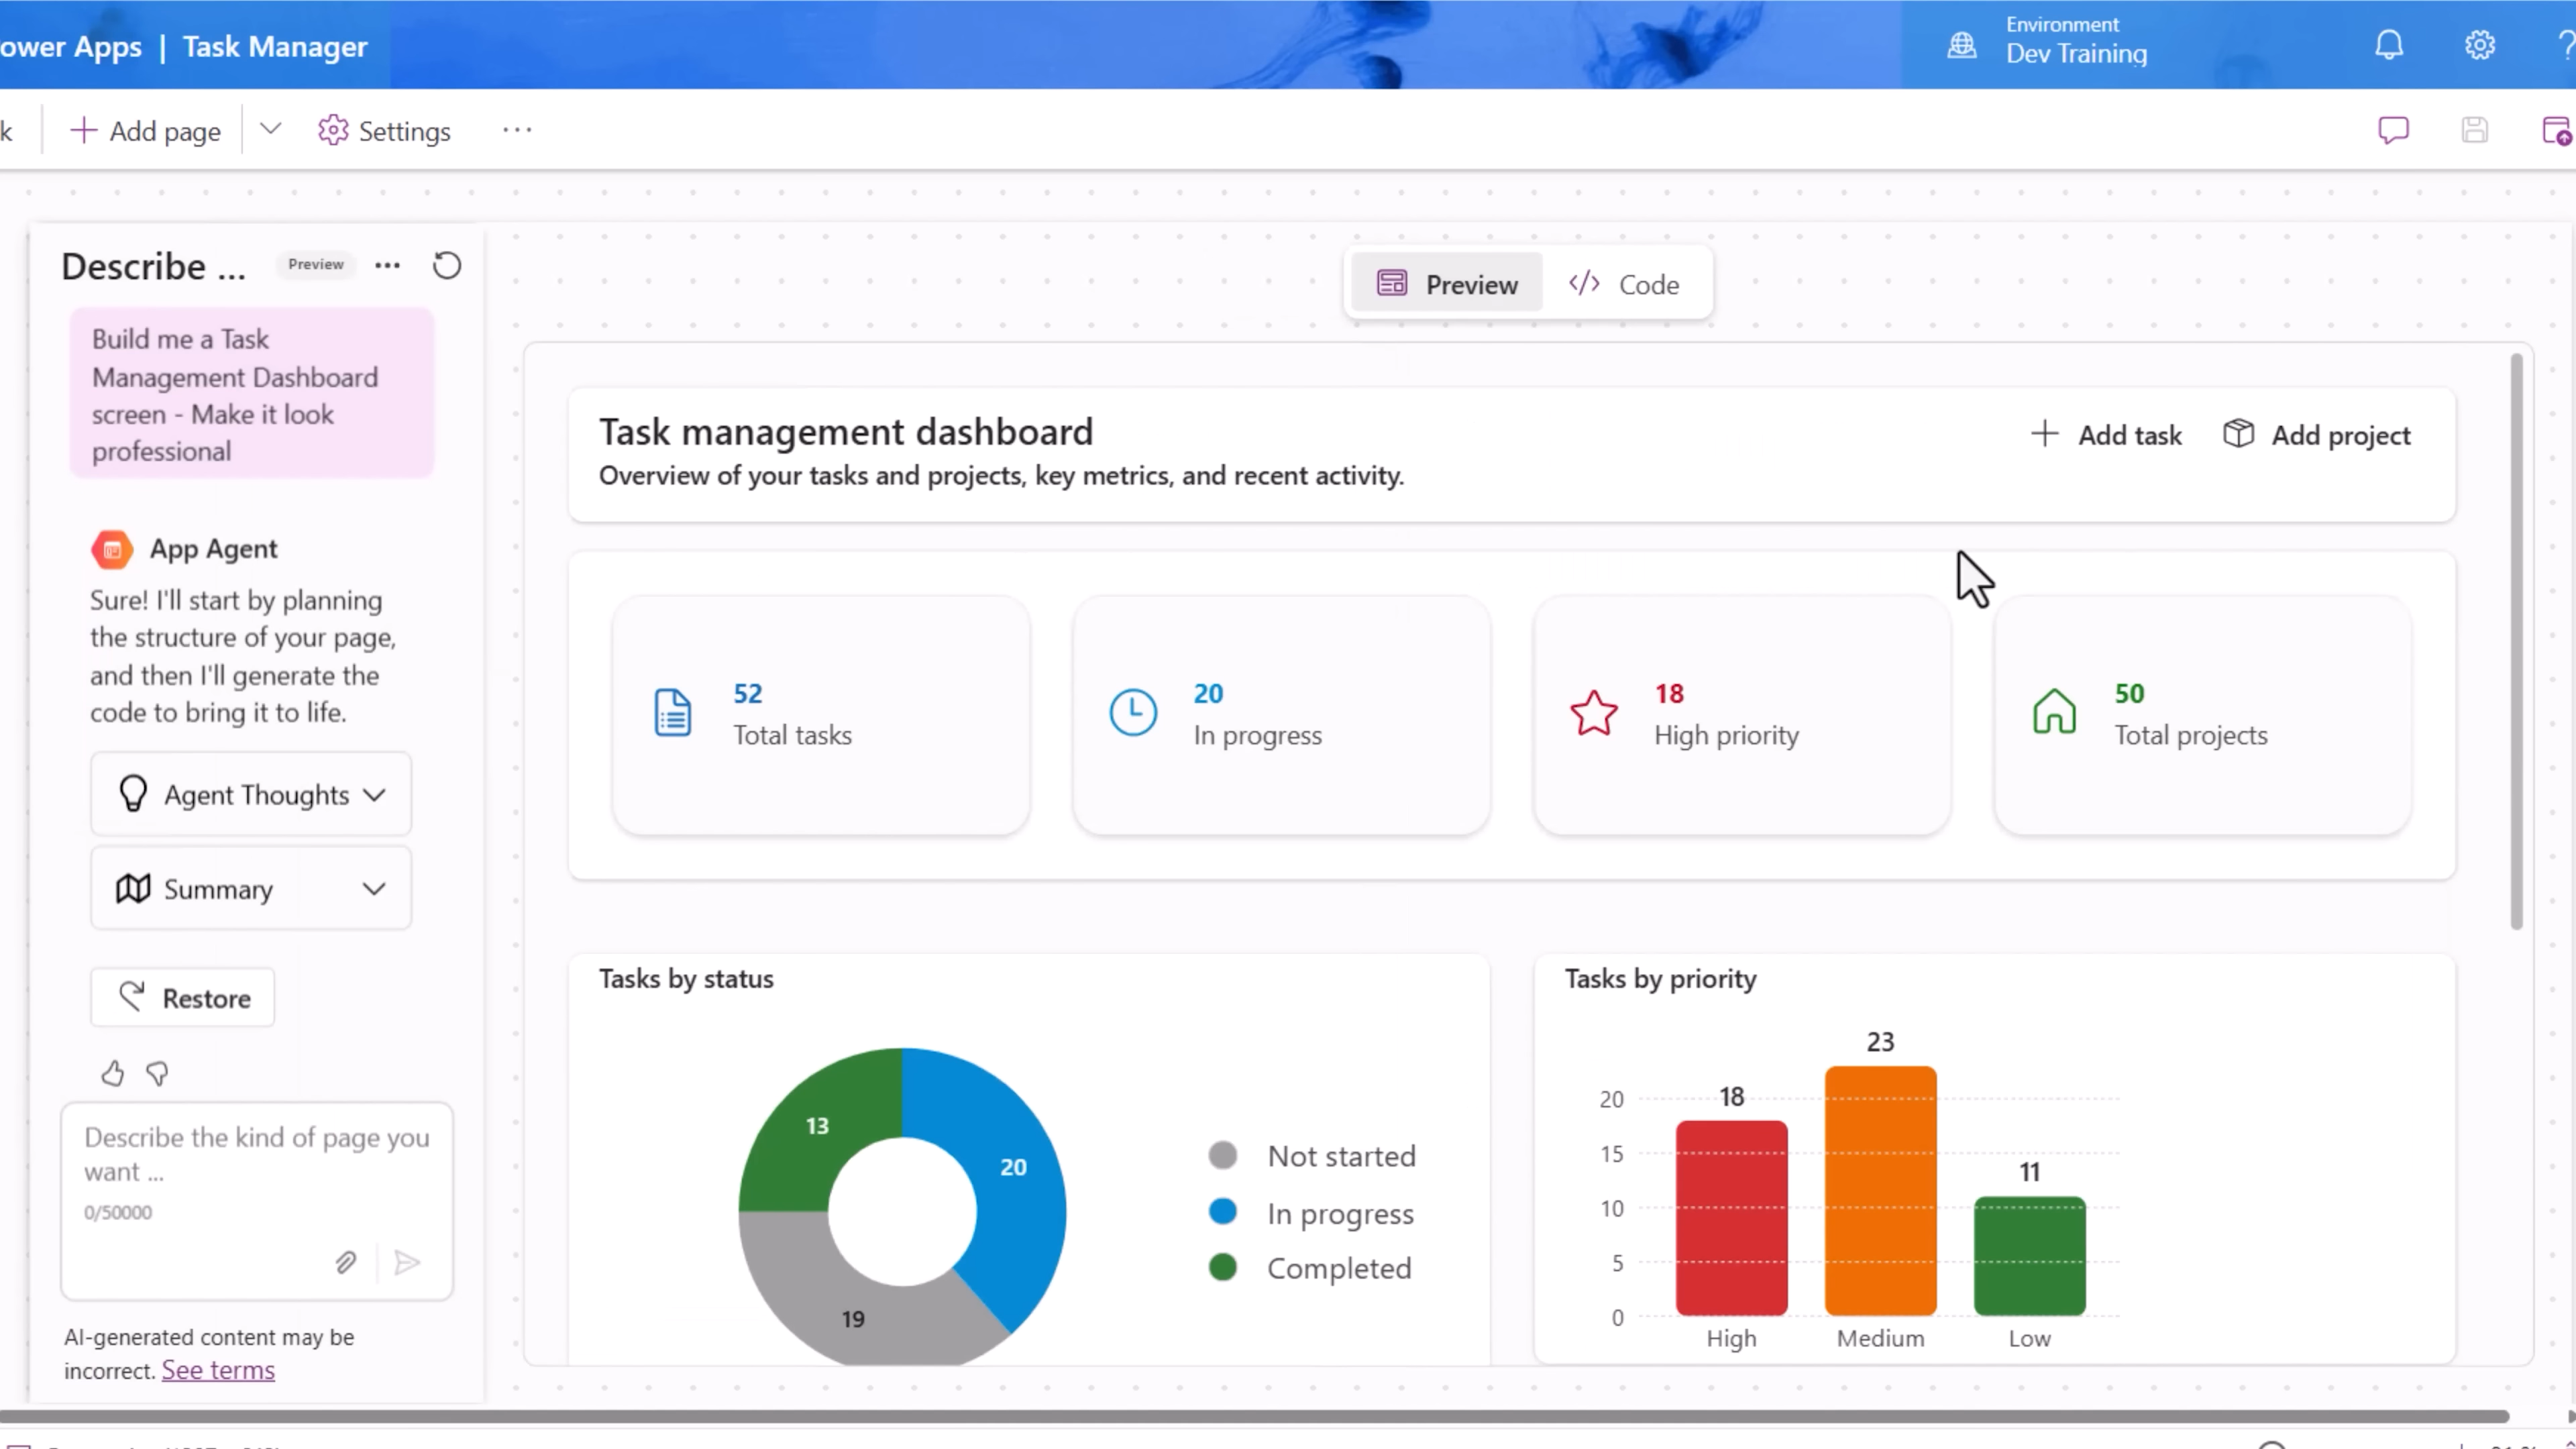 ower Apps | Task Manager
Environment
Dev Training
k
Add page
Settings
Describe ...
Preview
Build me a Task
Management Dashboard
screen - Make it look
professional
App Agent
Sure! I'll start by planning
the structure of your page,
and then I'll generate the
code to bring it to life.
Agent Thoughts
Summary
Restore
Describe the kind of page you
want ...
0/50000
AI-generated content may be
incorrect. See terms
Preview
Code
Task management dashboard
Overview of your tasks and projects, key metrics, and recent activity.
Add task
Add project
52
Total tasks
20
In progress
18
High priority
50
Total projects
Tasks by status
13
20
19
Not started
In progress
Completed
Tasks by priority
23
18
11
20
15
10
5
0
High
Medium
Low